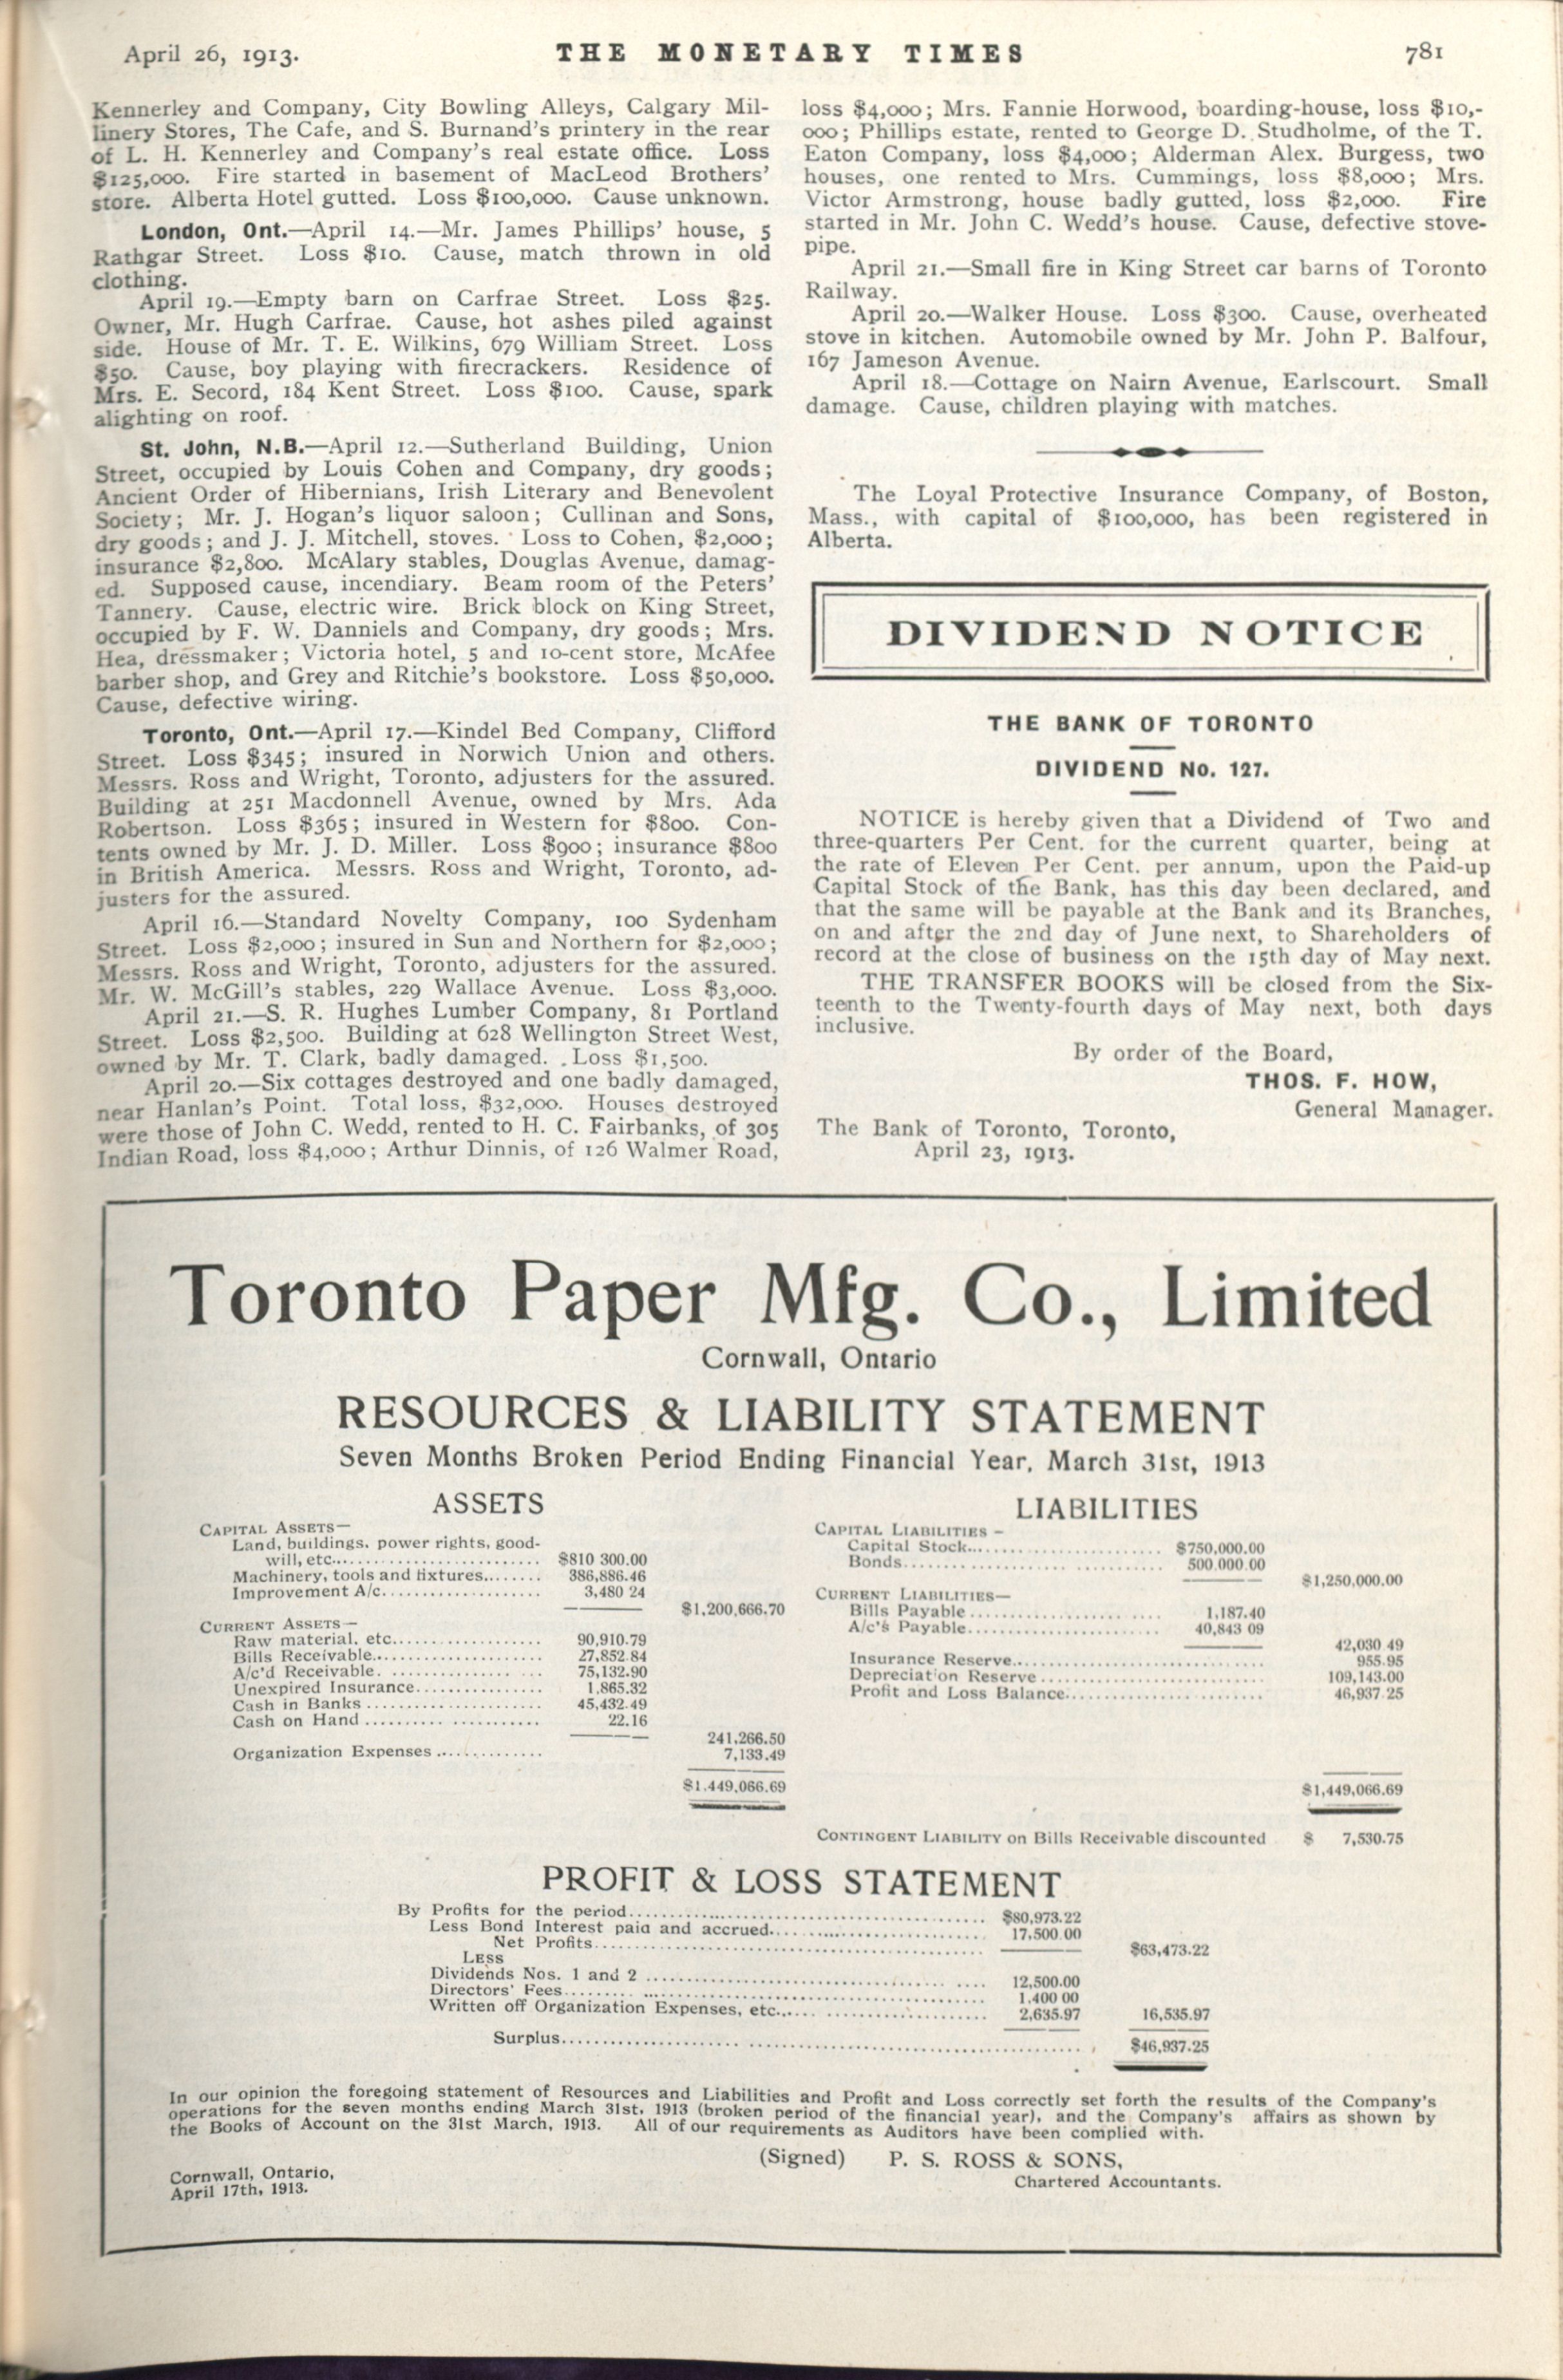 April 26, 1913.
THE MONETARY TIMES
781
Kennerley and Company, City Bowling Alleys, Calgary Mil-
linery Stores, The Cafe, and S. Burnand's printery in the rear
of L. H. Kennerley and Company's real estate office. Loss
$125,000. Fire started in basement of MacLeod Brothers'
store. Alberta Hotel gutted. Loss $100,000. Cause unknown.
London, Ont.—April 14.—Mr. James Phillips' house, 5
Rathgar Street. Loss $10. Cause, match thrown in old
clothing.
April 19.—Empty barn on Carfrae Street. Loss $25.
Owner, Mr. Hugh Carfrae. Cause, hot ashes piled against
side. House of Mr. T. E. Wilkins, 679 William Street. Loss
$50. Cause, boy playing with firecrackers. Residence of
Mrs. E. Secord, 184 Kent Street. Loss $100. Cause, spark
alighting on roof.
St. John, N.B.—April 12.—Sutherland Building, Union
Street, occupied by Louis Cohen and Company, dry goods;
Ancient Order of Hibernians, Irish Literary and Benevolent
Society; Mr. J. Hogan's liquor saloon; Cullinan and Sons,
dry goods; and J. J. Mitchell, stoves. Loss to Cohen, $2,000;
insurance $2,800. McAlary stables, Douglas Avenue, damag-
ed. Supposed cause, incendiary. Beam room of the Peters'
Tannery. Cause, electric wire. Brick block on King Street,
occupied by F. W. Danniels and Company, dry goods; Mrs.
Hea, dressmaker; Victoria hotel, 5 and 10-cent store, McAfee
barber shop, and Grey and Ritchie's bookstore. Loss $50,000.
Cause, defective wiring.
Toronto, Ont.—April 17.—Kindel Bed Company, Clifford
Street. Loss $345; insured in Norwich Union and others.
Messrs. Ross and Wright, Toronto, adjusters for the assured.
Building at 251 Macdonnell Avenue, owned by Mrs. Ada
Robertson. Loss $365; insured in Western for $800. Con-
tents owned by Mr. J. D. Miller. Loss $900; insurance $800
in British America. Messrs. Ross and Wright, Toronto, ad-
justers for the assured.
April 16.—Standard Novelty Company, 100 Sydenham
Street. Loss $2,000; insured in Sun and Northern for $2,000;
Messrs. Ross and Wright, Toronto, adjusters for the assured.
Mr. W. McGill's stables, 229 Wallace Avenue. Loss $3,000.
April 21.—S. R. Hughes Lumber Company, 81 Portland
Street. Loss $2,500. Building at 628 Wellington Street West,
owned by Mr. T. Clark, badly damaged. Loss $1,500.
April 20.—Six cottages destroyed and one badly damaged,
near Hanlan's Point. Total loss, $32,000. Houses destroyed
were those of John C. Wedd, rented to H. C. Fairbanks, of 305
Indian Road, loss $4,000; Arthur Dinnis, of 126 Walmer Road,
loss $4,000; Mrs. Fannie Horwood, boarding-house, loss $10,-
000; Phillips estate, rented to George D. Studholme, of the T.
Eaton Company, loss $4,000; Alderman Alex. Burgess, two
houses, one rented to Mrs. Cummings, loss $8,000; Mrs.
Victor Armstrong, house badly gutted, loss $2,000. Fire
started in Mr. John C. Wedd's house. Cause, defective stove-
pipe.
April 21.—Small fire in King Street car barns of Toronto
Railway.
April 20.—Walker House. Loss $300. Cause, overheated
stove in kitchen. Automobile owned by Mr. John P. Balfour,
167 Jameson Avenue.
April 18.—Cottage on Nairn Avenue, Earlscourt. Small
damage. Cause, children playing with matches.
The Loyal Protective Insurance Company, of Boston,
Mass., with capital of $100,000, has been registered in
Alberta.
DIVIDEND NOTICE
THE BANK OF TORONTO
DIVIDEND No. 127.
NOTICE is hereby given that a Dividend of Two and
three-quarters Per Cent. for the current quarter, being at
the rate of Eleven Per Cent. per annum, upon the Paid-up
Capital Stock of the Bank, has this day been declared, and
that the same will be payable at the Bank and its Branches,
on and after the 2nd day of June next, to Shareholders of
record at the close of business on the 15th day of May next.
THE TRANSFER BOOKS will be closed from the Six-
teenth to the Twenty-fourth days of May next, both days
inclusive.
By order of the Board,
THOS. F. HOW,
General Manager.
The Bank of Toronto, Toronto,
April 23, 1913.
Toronto Paper Mfg. Co., Limited
Cornwall, Ontario
RESOURCES & LIABILITY STATEMENT
Seven Months Broken Period Ending Financial Year, March 31st, 1913
ASSETS
CAPITAL ASSETS—
Land, buildings, power rights, good-
will, etc.... $810 300.00
Machinery, tools and fixtures.... 386,886.46
Improvement A/c.... 3,480 24
$1,200,666.70
CURRENT ASSETS—
Raw material, etc.... 90,910.79
Bills Receivable.... 27,852.84
A/c'd Receivable.... 75,132.90
Unexpired Insurance.... 1,865.32
Cash in Banks.... 45,432.49
Cash on Hand.... 22.16
241,266.50
Organization Expenses.... 7,133.49
$1,449,066.69
LIABILITIES
CAPITAL LIABILITIES—
Capital Stock.... $750,000.00
Bonds.... 500,000.00
$1,250,000.00
CURRENT LIABILITIES—
Bills Payable.... 1,187.40
A/c's Payable.... 40,843 09
42,030 49
Insurance Reserve.... 955.95
Depreciation Reserve.... 109,143.00
Profit and Loss Balance.... 46,937.25
$1,449,066.69
CONTINGENT LIABILITY on Bills Receivable discounted $ 7,530.75
PROFIT & LOSS STATEMENT
By Profits for the period.... $80,973.22
Less Bond Interest paid and accrued.... 17,500.00
Net Profits.... $63,473.22
LESS
Dividends Nos. 1 and 2.... 12,500.00
Directors' Fees.... 1,400 00
Written off Organization Expenses, etc.... 2,635.97 16,535.97
Surplus.... $46,937.25
In our opinion the foregoing statement of Resources and Liabilities and Profit and Loss correctly set forth the results of the Company's
operations for the seven months ending March 31st, 1913 (broken period of the financial year), and the Company's affairs as shown by
the Books of Account on the 31st March, 1913. All of our requirements as Auditors have been complied with.
(Signed) P. S. ROSS & SONS,
Chartered Accountants.
Cornwall, Ontario,
April 17th, 1913.